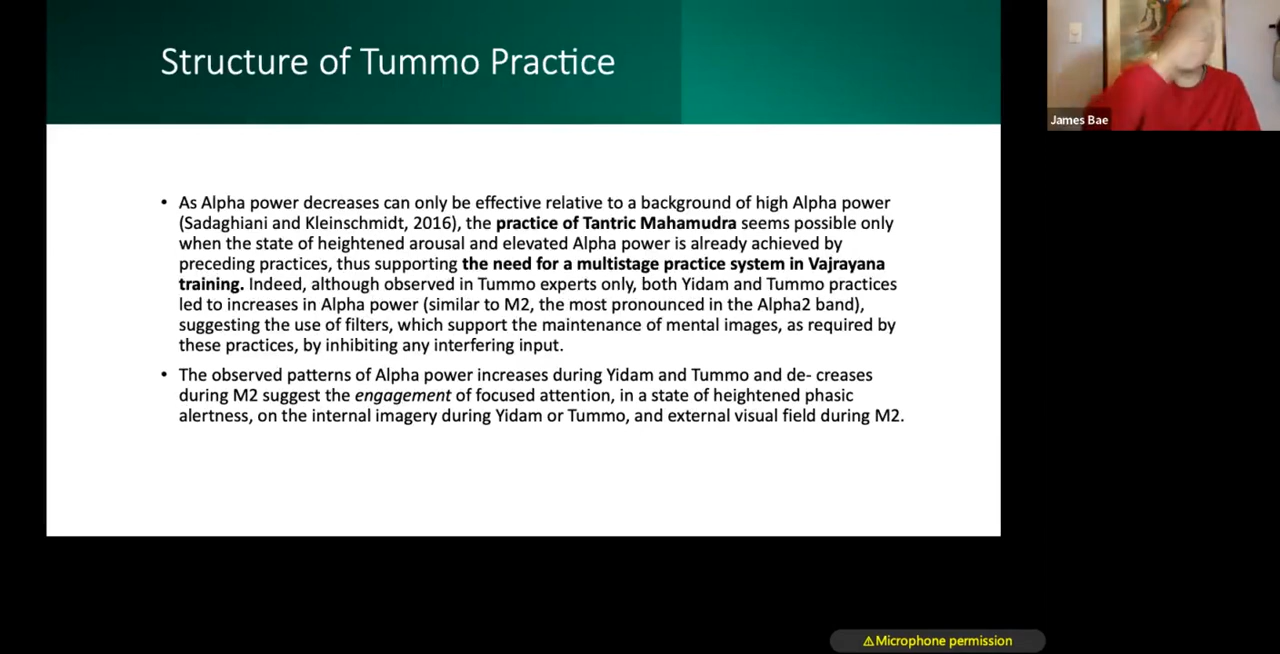 Structure of Tummo Practice
James Bae
• As Alpha power decreases can only be effective relative to a background of high Alpha power
(Sadaghiani and Kleinschmidt, 2016), the practice of Tantric Mahamudra seems possible only
when the state of heightened arousal and elevated Alpha power is already achieved by
preceding practices, thus supporting the need for a multistage practice system in Vajrayana
training. Indeed, although observed in Tummo experts only, both Yidam and Tummo practices
led to increases in Alpha power (similar to M2, the most pronounced in the Alpha2 band),
suggesting the use of filters, which support the maintenance of mental images, as required by
these practices, by inhibiting any interfering input.
• The observed patterns of Alpha power increases during Yidam and Tummo and de- creases
during M2 suggest the engagement of focused attention, in a state of heightened phasic
alertness, on the internal imagery during Yidam or Tummo, and external visual field during M2.
⚠Microphone permission